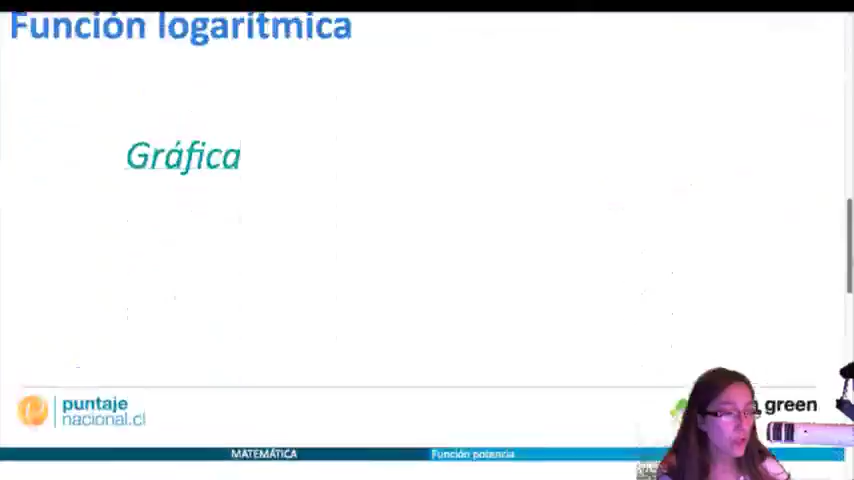 Función logarítmica
Gráfica
puntaje
nacional.cl
green
MATEMÁTICA
Función potencia